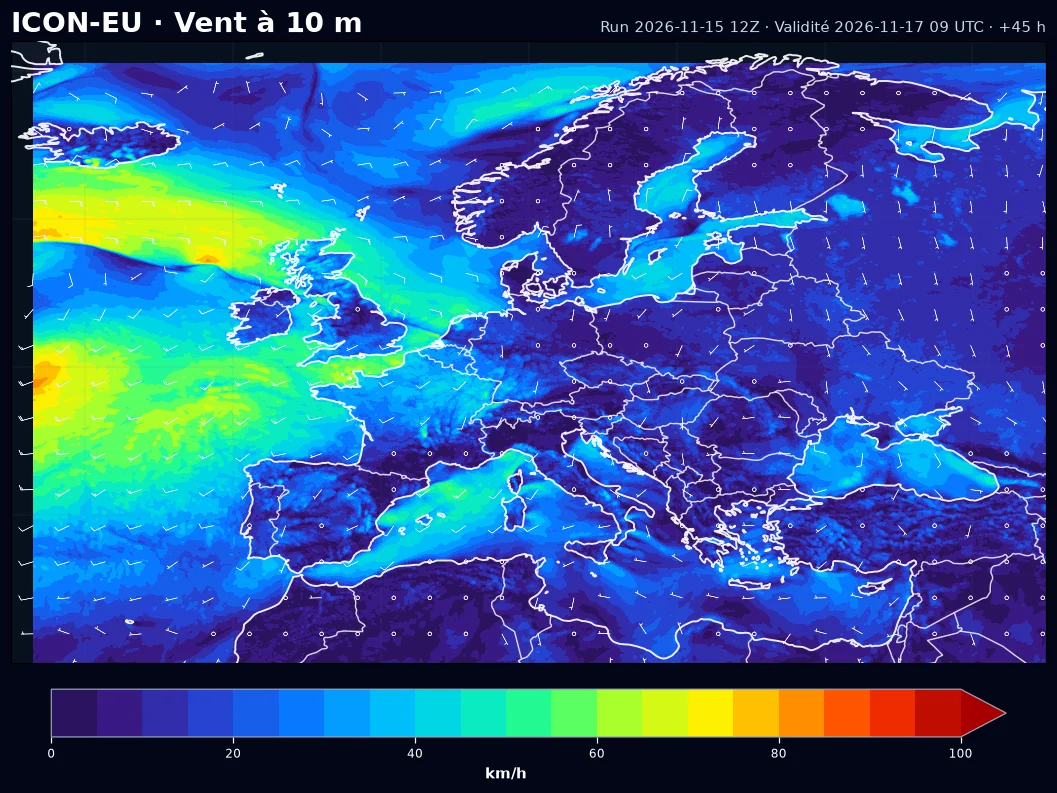 ICON-EU · Vent à 10 m
Run 2026-11-15 12Z · Validité 2026-11-17 09 UTC · +45 h
0 20 40 60 80 100
km/h